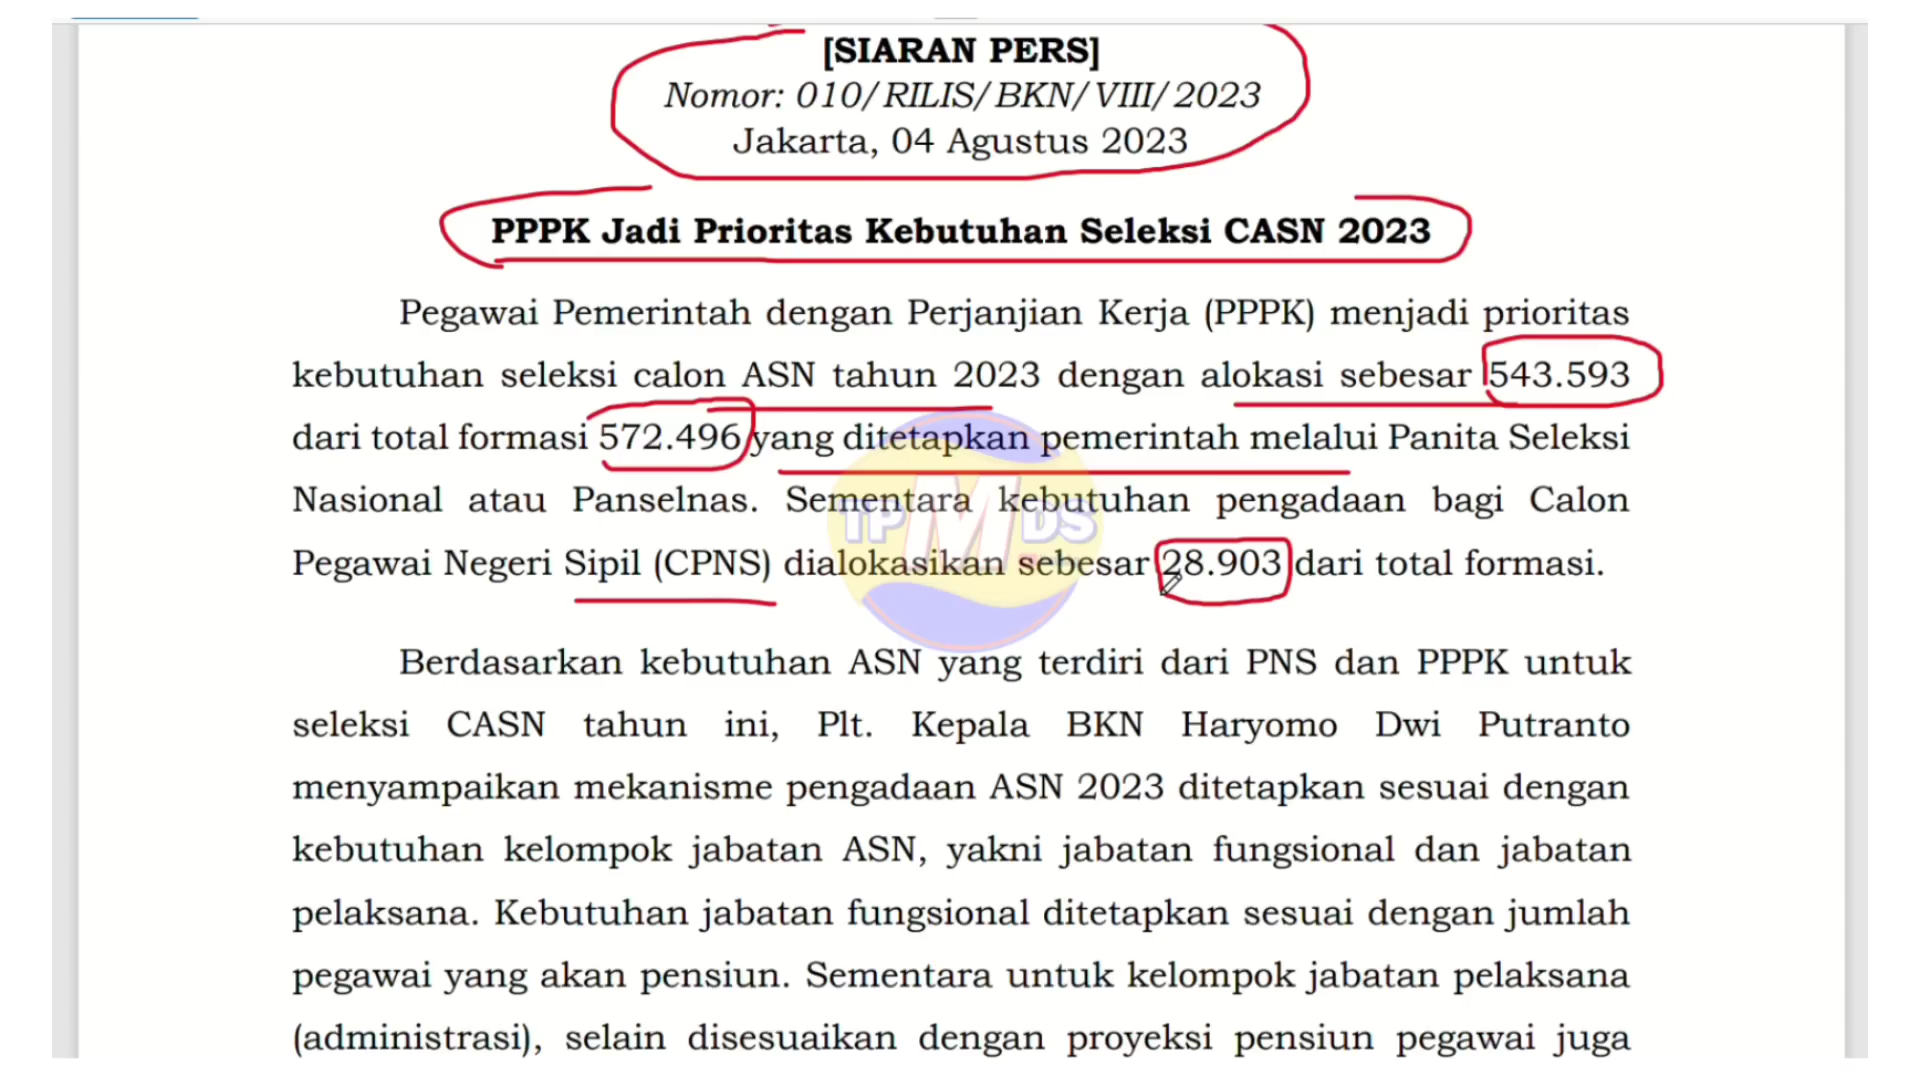 [SIARAN PERS]
Nomor: 010/RILIS/BKN/VIII/2023
Jakarta, 04 Agustus 2023
PPPK Jadi Prioritas Kebutuhan Seleksi CASN 2023
Pegawai Pemerintah dengan Perjanjian Kerja (PPPK) menjadi prioritas
kebutuhan seleksi calon ASN tahun 2023 dengan alokasi sebesar 543.593
dari total formasi 572.496 yang ditetapkan pemerintah melalui Panita Seleksi
Nasional atau Panselnas. Sementara kebutuhan pengadaan bagi Calon
Pegawai Negeri Sipil (CPNS) dialokasikan sebesar 28.903 dari total formasi.
TPMDS
Berdasarkan kebutuhan ASN yang terdiri dari PNS dan PPPK untuk
seleksi CASN tahun ini, Plt. Kepala BKN Haryomo Dwi Putranto
menyampaikan mekanisme pengadaan ASN 2023 ditetapkan sesuai dengan
kebutuhan kelompok jabatan ASN, yakni jabatan fungsional dan jabatan
pelaksana. Kebutuhan jabatan fungsional ditetapkan sesuai dengan jumlah
pegawai yang akan pensiun. Sementara untuk kelompok jabatan pelaksana
(administrasi), selain disesuaikan dengan proyeksi pensiun pegawai juga